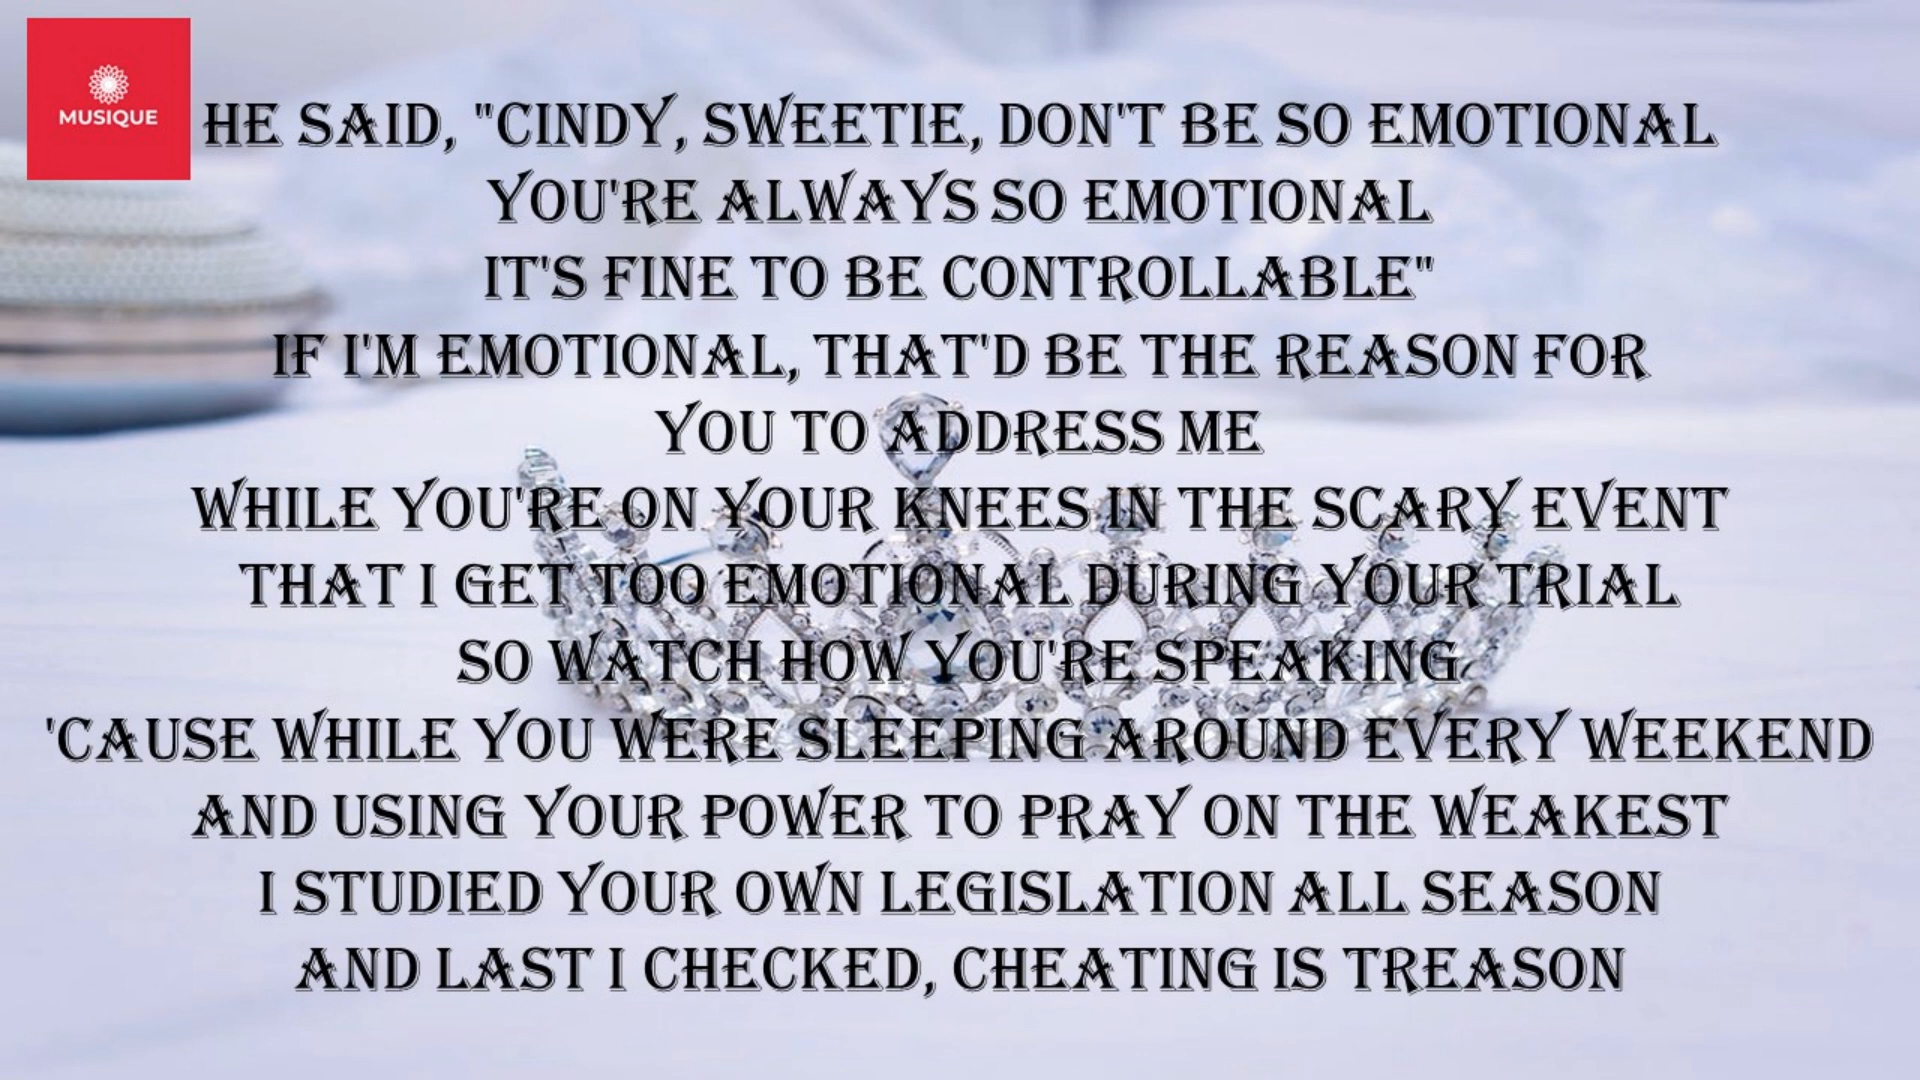 MUSIQUE
HE SAID, "CINDY, SWEETIE, DON'T BE SO EMOTIONAL
YOU'RE ALWAYS SO EMOTIONAL
IT'S FINE TO BE CONTROLLABLE"
IF I'M EMOTIONAL, THAT'D BE THE REASON FOR
YOU TO ADDRESS ME
WHILE YOU'RE ON YOUR KNEES IN THE SCARY EVENT
THAT I GET TOO EMOTIONAL DURING YOUR TRIAL
SO WATCH HOW YOU'RE SPEAKING
'CAUSE WHILE YOU WERE SLEEPING AROUND EVERY WEEKEND
AND USING YOUR POWER TO PRAY ON THE WEAKEST
I STUDIED YOUR OWN LEGISLATION ALL SEASON
AND LAST I CHECKED, CHEATING IS TREASON